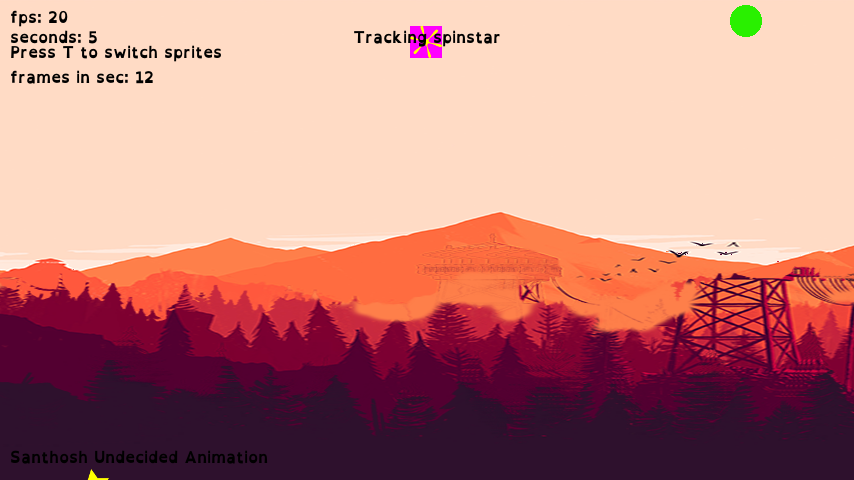 fps: 20
seconds: 5
Press T to switch sprites
frames in sec: 12
Tracking spinstar
Santhosh Undecided Animation